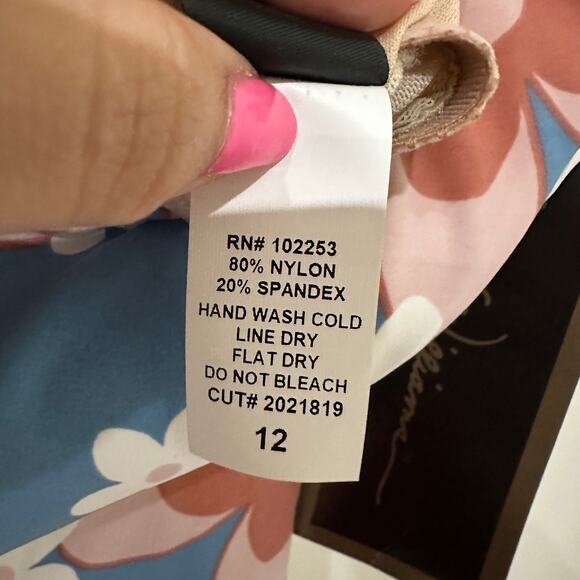 RN# 102253
80% NYLON
20% SPANDEX
HAND WASH COLD
LINE DRY
FLAT DRY
DO NOT BLEACH
CUT# 2021819
12